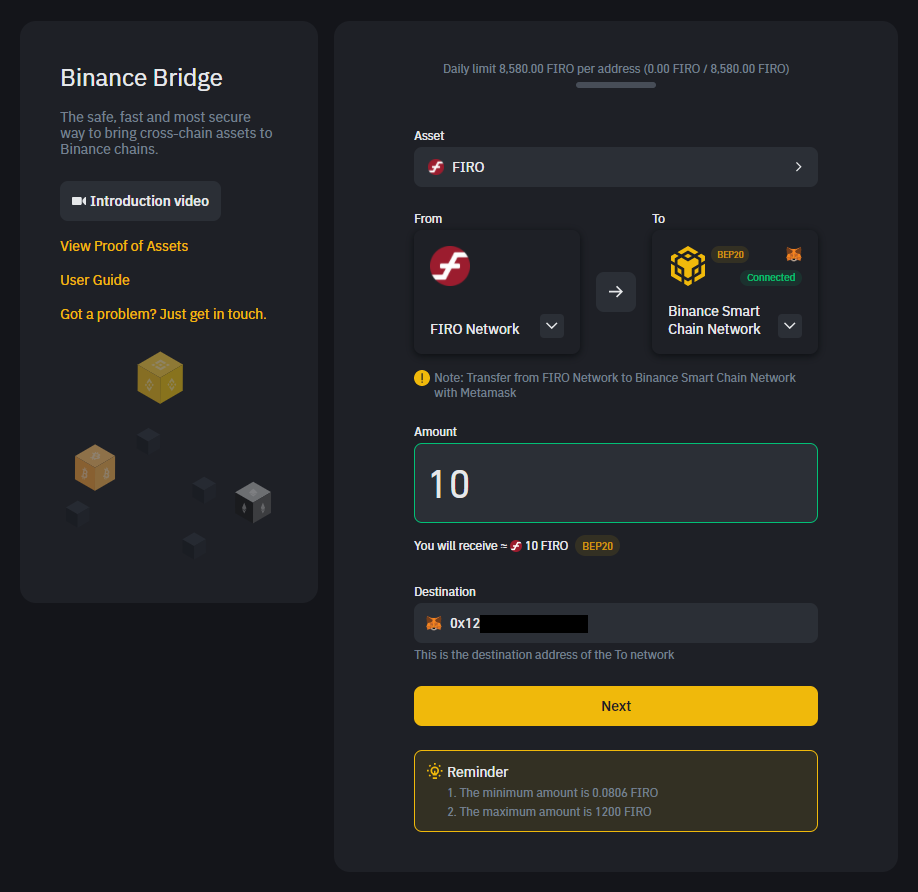 Binance Bridge
The safe, fast and most secure
way to bring cross-chain assets to
Binance chains.
Introduction video
View Proof of Assets
User Guide
Got a problem? Just get in touch.
Daily limit 8,580.00 FIRO per address (0.00 FIRO / 8,580.00 FIRO)
Asset
FIRO
From
To
FIRO Network
BEP20
Connected
Binance Smart
Chain Network
! Note: Transfer from FIRO Network to Binance Smart Chain Network
with Metamask
Amount
10
You will receive ≈ 10 FIRO BEP20
Destination
0x12
This is the destination address of the To network
Next
Reminder
1. The minimum amount is 0.0806 FIRO
2. The maximum amount is 1200 FIRO